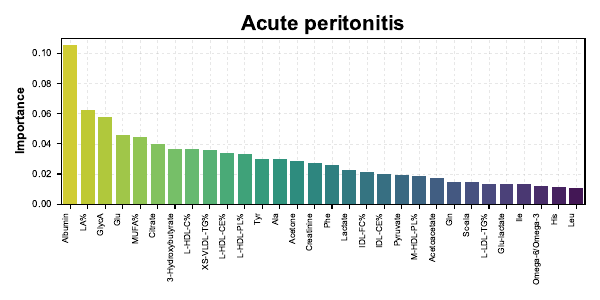 Acute peritonitis
Importance
0.10
0.08
0.06
0.04
0.02
0.00
Albumin
LA%
GlycA
Glu
MUFA%
Citrate
3-Hydroxybutyrate
L-HDL-C%
XS-VLDL-TG%
L-HDL-CE%
L-HDL-PL%
Tyr
Ala
Acetone
Creatinine
Phe
Lactate
IDL-FC%
IDL-CE%
Pyruvate
M-HDL-PL%
Acetoacetate
Gln
L-LDL-TG%
Glu-lactate
Ile
Omega-6/Omega-3
His
Leu